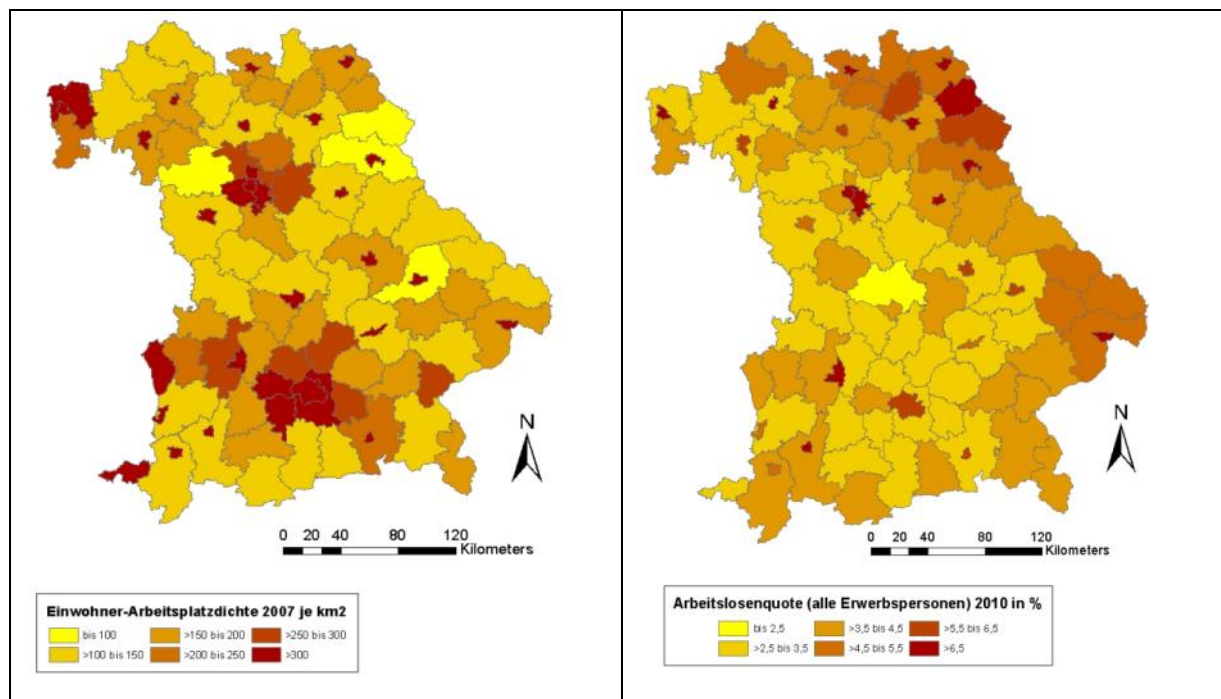 N
0 20 40 80 120
Kilometers
Einwohner-Arbeitsplatzdichte 2007 je km2
bis 100 >150 bis 200 >250 bis 300
>100 bis 150 >200 bis 250 >300
N
0 20 40 80 120
Kilometers
Arbeitslosenquote (alle Erwerbspersonen) 2010 in %
bis 2,5 >3,5 bis 4,5 >5,5 bis 6,5
>2,5 bis 3,5 >4,5 bis 5,5 >6,5